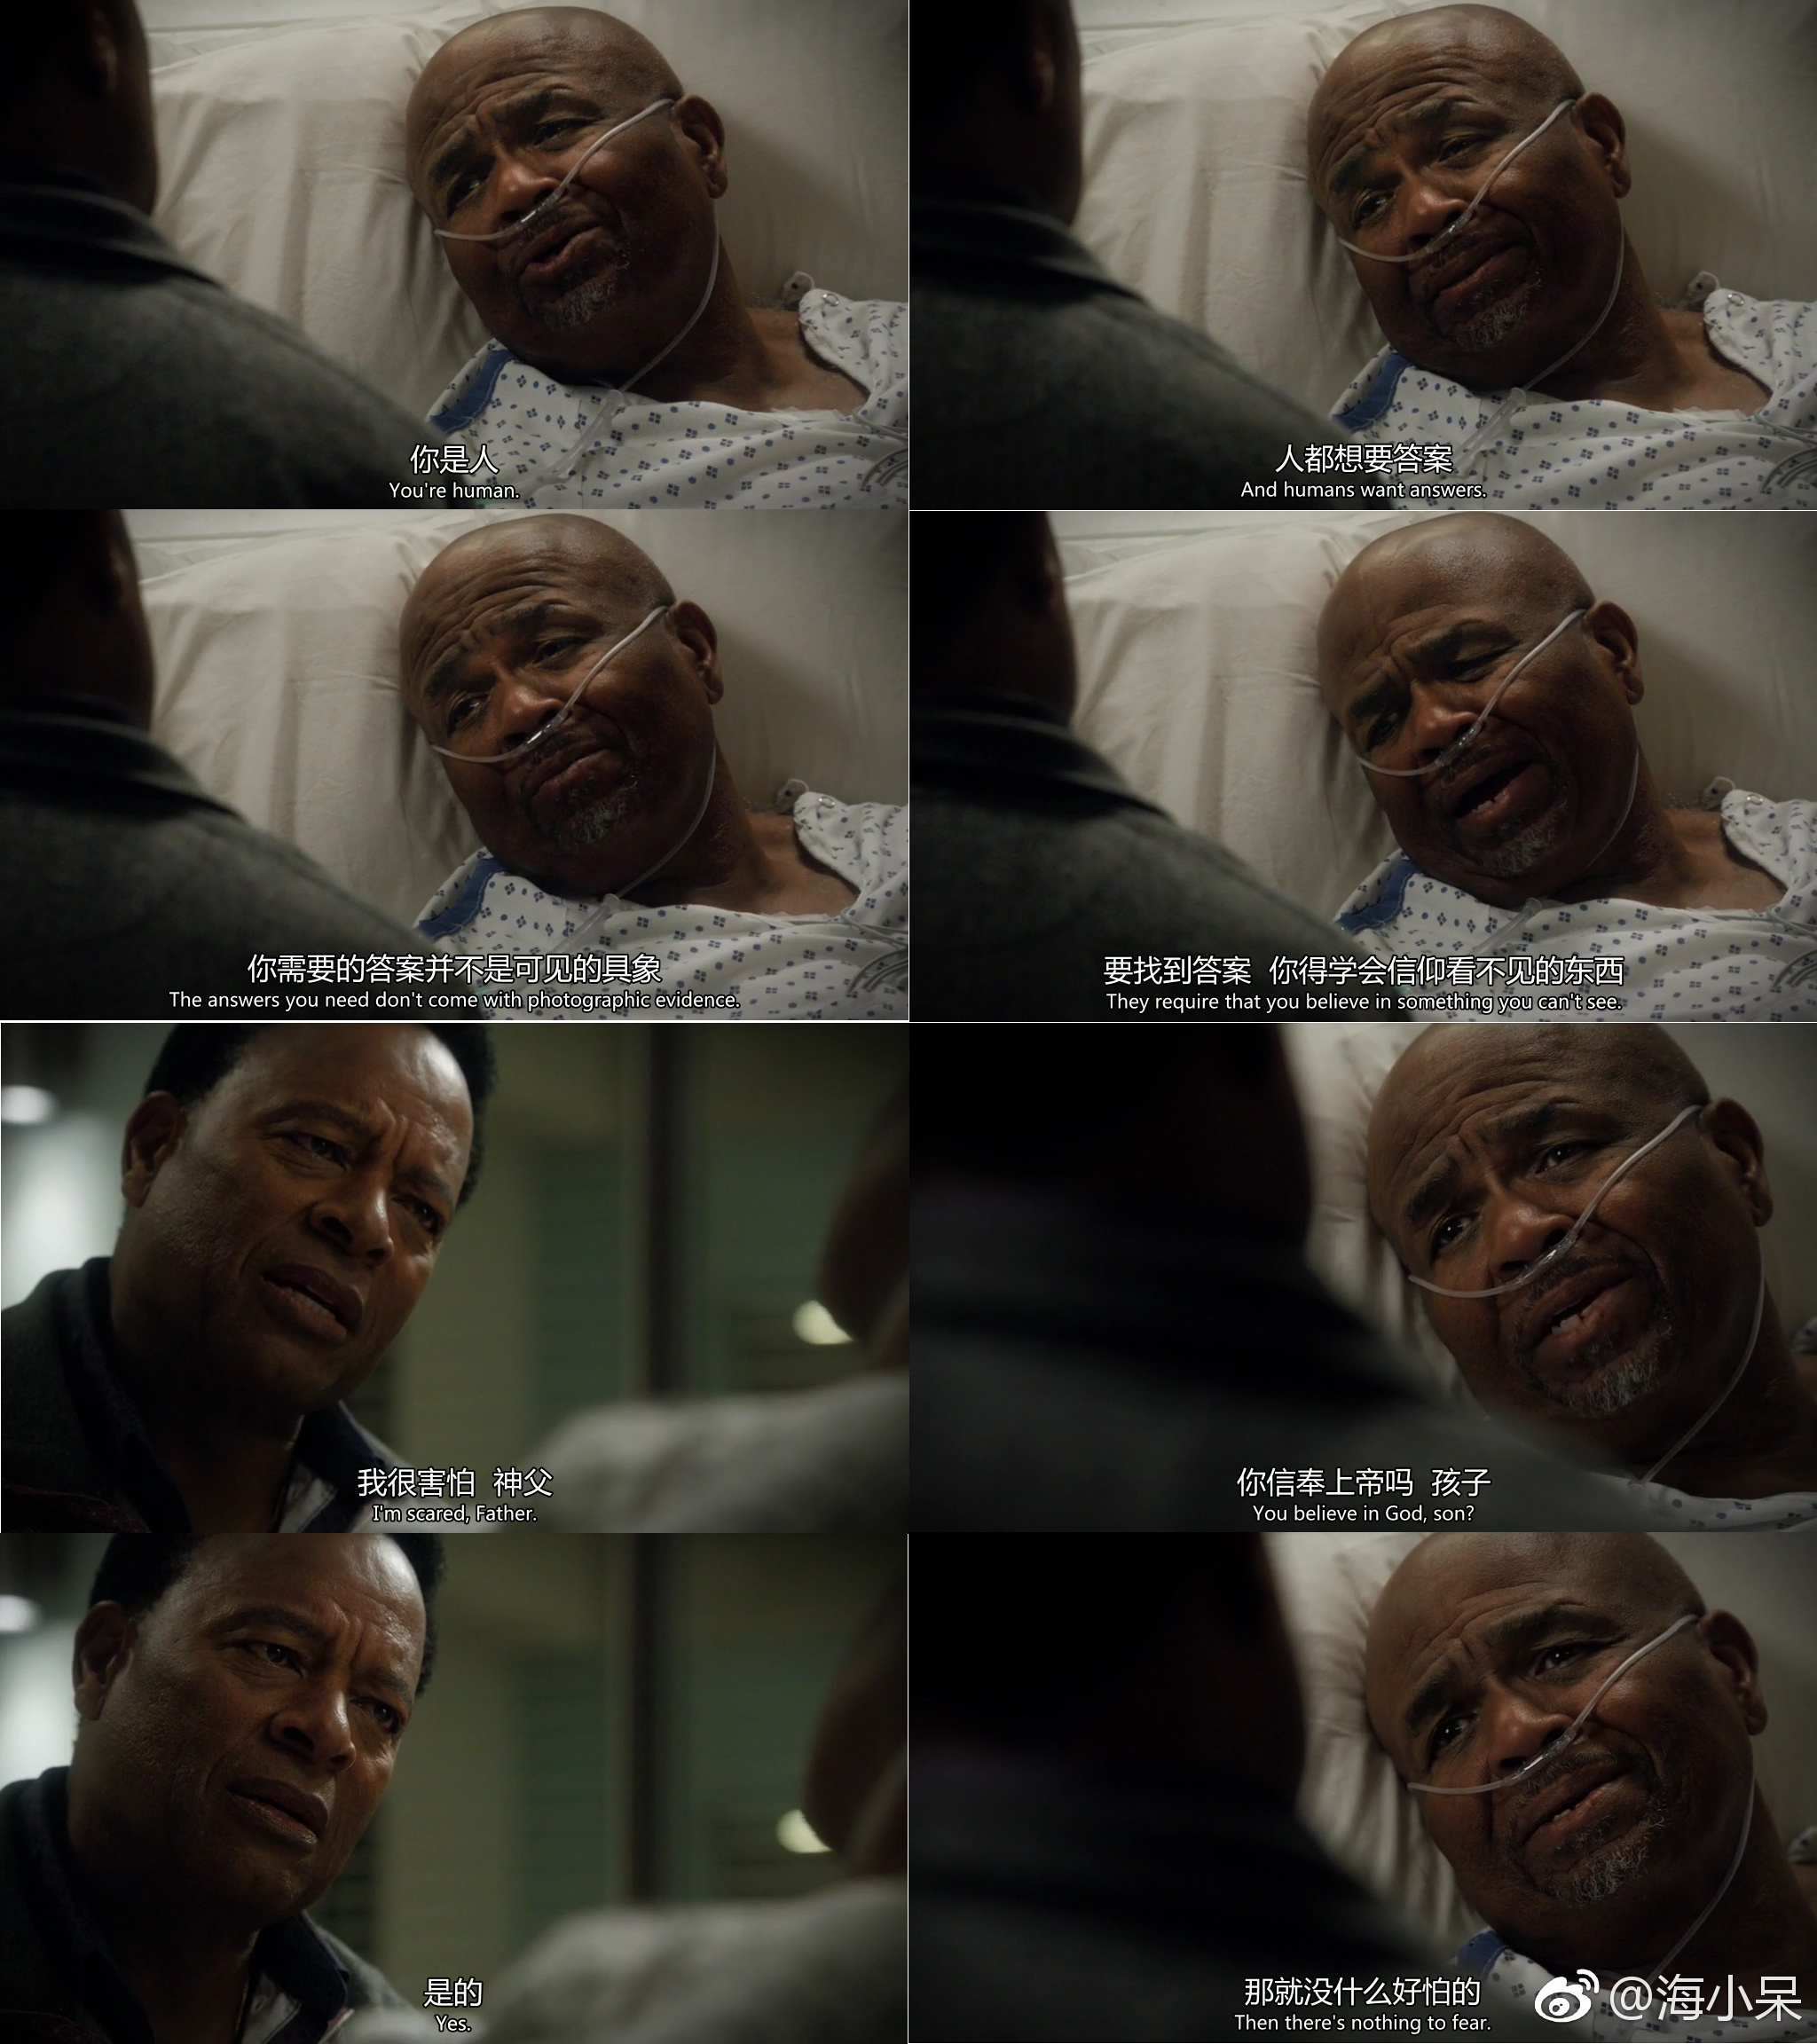 你是人
You're human.
人都想要答案
And humans want answers.
你需要的答案并不是可见的具象
The answers you need don't come with photographic evidence.
要找到答案 你得学会信仰看不见的东西
They require that you believe in something you can't see.
我很害怕 神父
I'm scared, Father.
你信奉上帝吗 孩子
You believe in God, son?
是的
Yes.
那就没什么好怕的
Then there's nothing to fear.
@海小呆